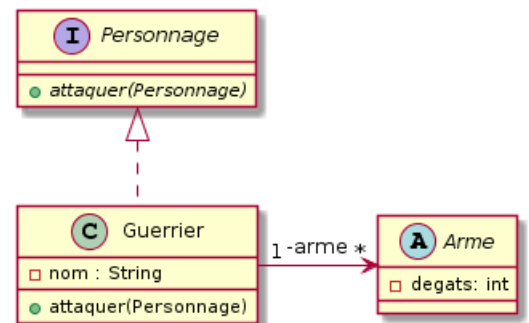 I Personnage
attaquer(Personnage)
C Guerrier
nom : String
attaquer(Personnage)
1 -arme *
A Arme
degats: int